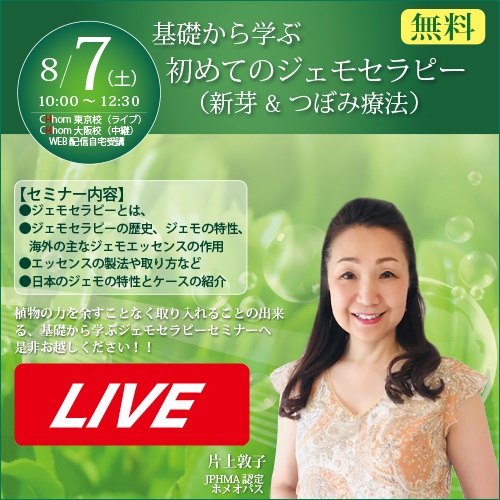 無料
基礎から学ぶ
初めてのジェモセラピー
（新芽 & つぼみ療法）
8/7（土）
10:00 ～ 12:30
CHhom 東京校（ライブ）
CHhom 大阪校（中継）
WEB 配信自宅受講
【セミナー内容】
●ジェモセラピーとは、
●ジェモセラピーの歴史、ジェモの特性、
海外の主なジェモエッセンスの作用
●エッセンスの製法や取り方など
●日本のジェモの特性とケースの紹介
植物の力を余すことなく取り入れることの出来
る、基礎から学ぶジェモセラピーセミナーへ
是非お越しください！！
LIVE
片上敦子
JPHMA 認定
ホメオパス